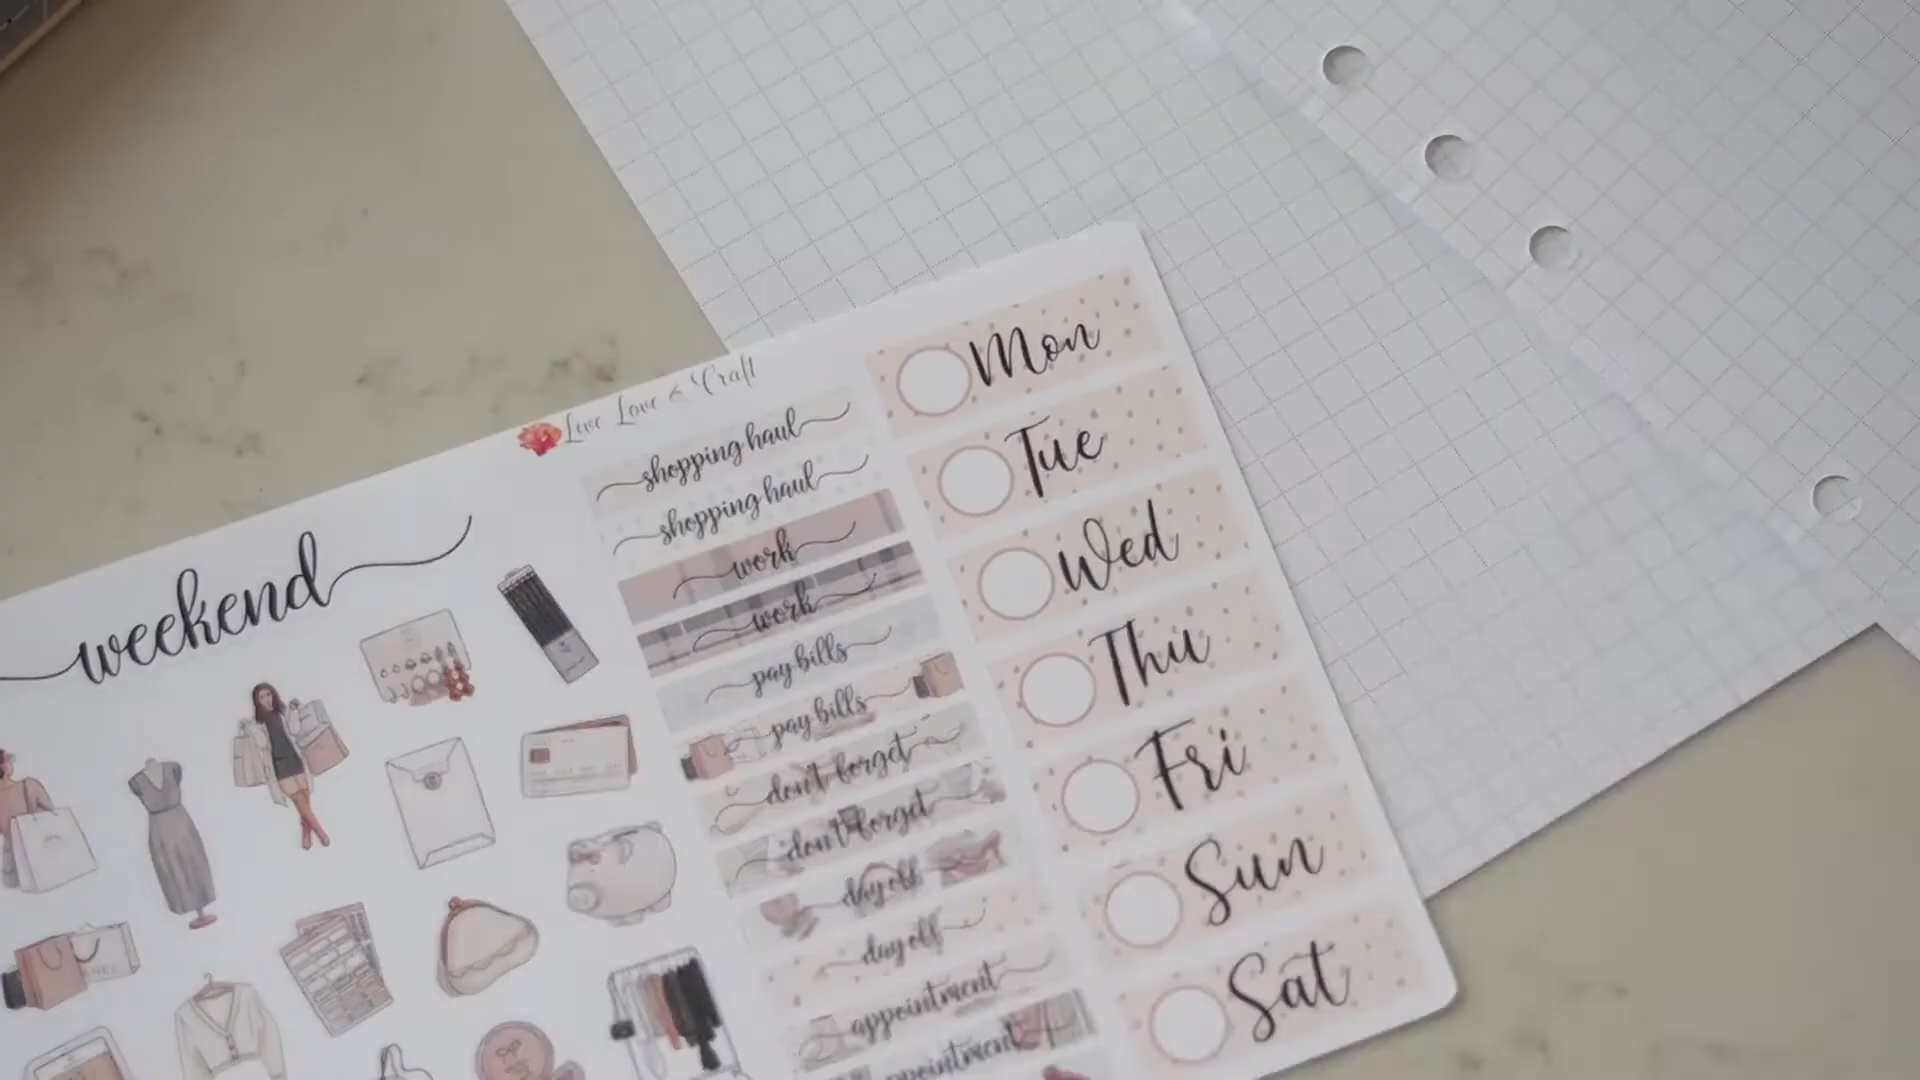 Live Love & Craft
weekend
shopping haul
shopping haul
work
work
pay bills
pay bills
don't forget
don't forget
day off
day off
appointment
appointment
Mon
Tue
Wed
Thu
Fri
Sun
Sat